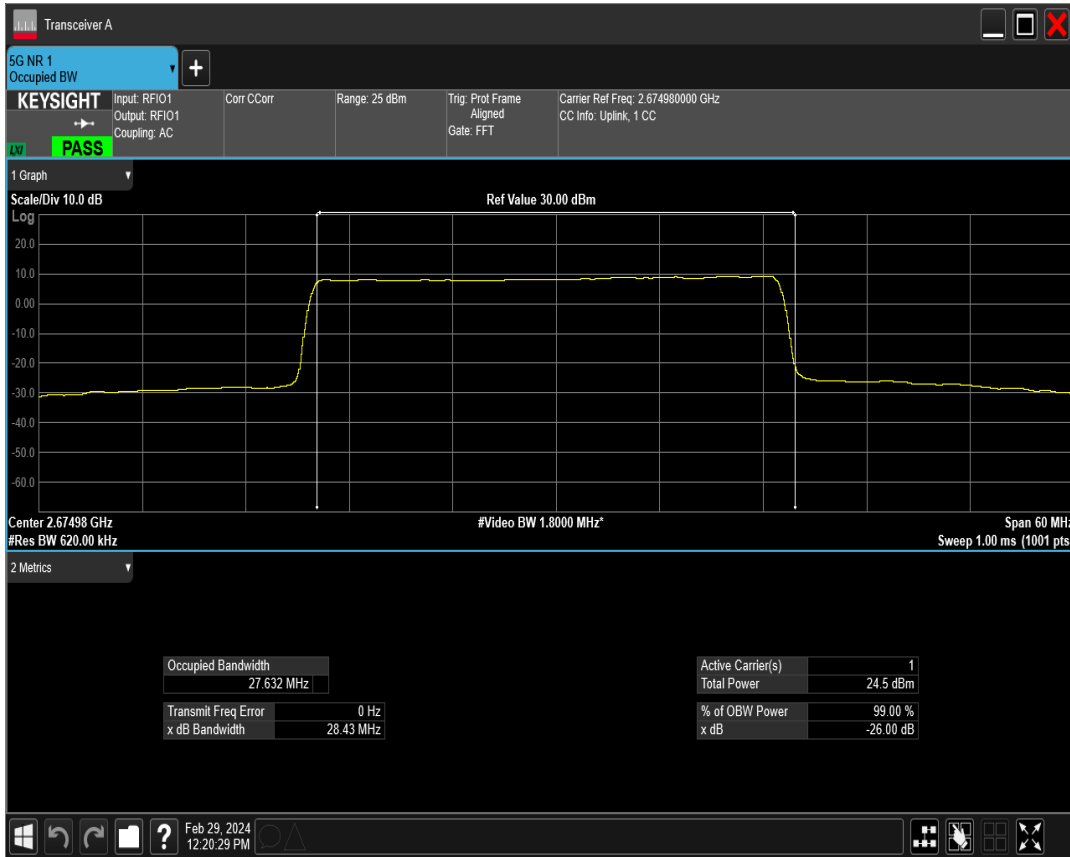 Transceiver A
5G NR 1
Occupied BW
KEYSIGHT
LXI
PASS
Input: RFIO1
Output: RFIO1
Coupling: AC
Corr CCorr
Range: 25 dBm
Trig: Prot Frame
Aligned
Gate: FFT
Carrier Ref Freq: 2.674980000 GHz
CC Info: Uplink, 1 CC
1 Graph
Scale/Div 10.0 dB
Ref Value 30.00 dBm
Log
20.0
10.0
0.00
-10.0
-20.0
-30.0
-40.0
-50.0
-60.0
Center 2.67498 GHz
#Video BW 1.8000 MHz*
Span 60 MHz
#Res BW 620.00 kHz
Sweep 1.00 ms (1001 pts
2 Metrics
Occupied Bandwidth
27.632 MHz
Transmit Freq Error 0 Hz
x dB Bandwidth 28.43 MHz
Active Carrier(s) 1
Total Power 24.5 dBm
% of OBW Power 99.00 %
x dB -26.00 dB
?
Feb 29, 2024
12:20:29 PM